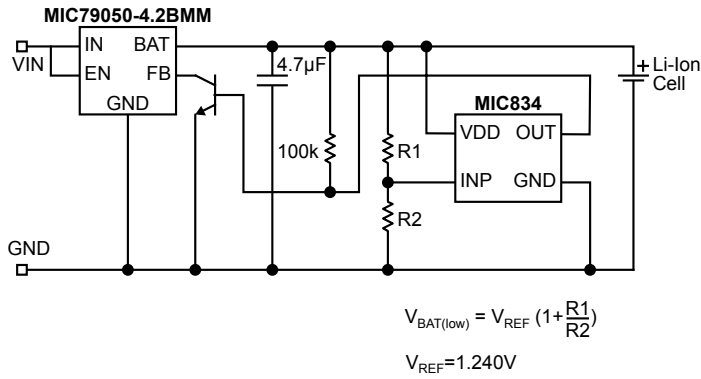 MIC79050-4.2BMM
IN BAT
VIN
EN FB
GND
4.7µF
Li-Ion
Cell
+
MIC834
VDD OUT
100k
R1
INP GND
R2
GND
V_BAT(low) = V_REF (1+R1/R2)
V_REF=1.240V